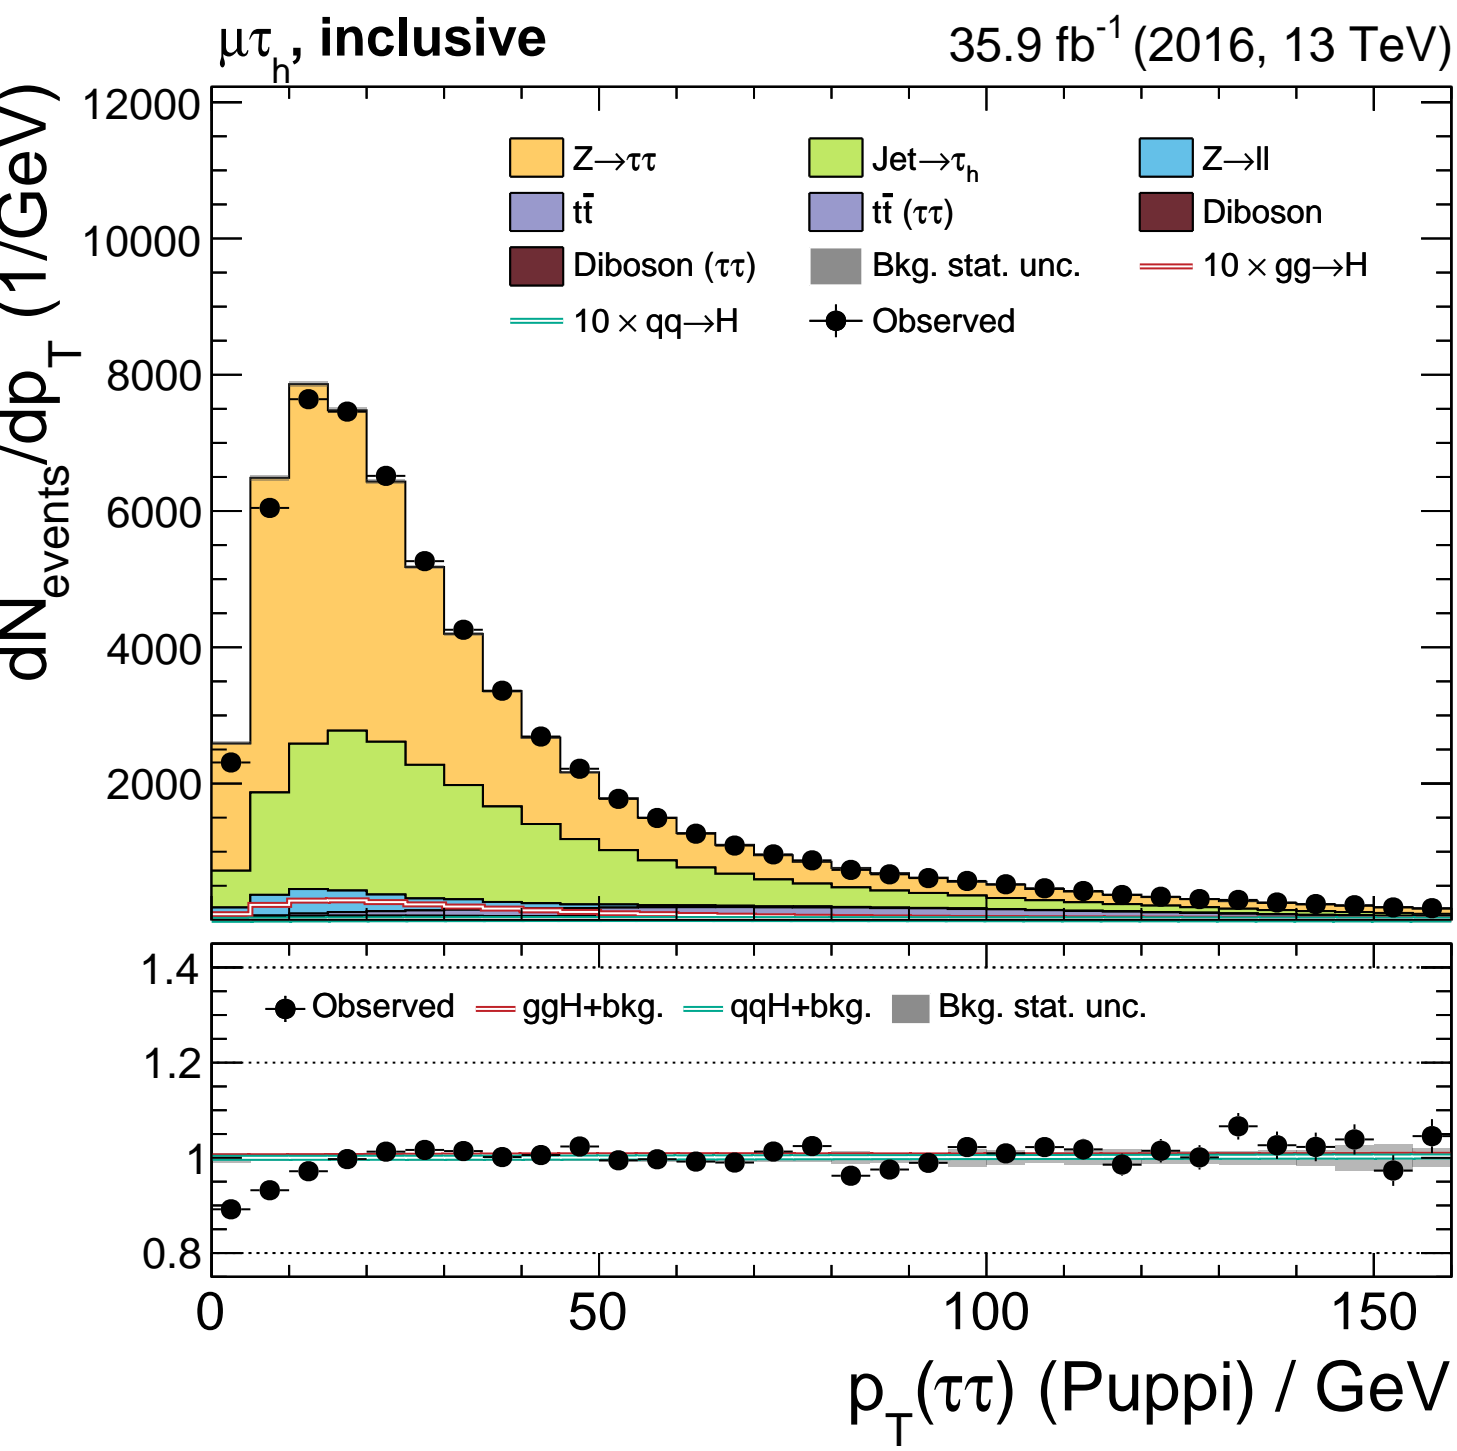 μτh, inclusive
35.9 fb-1 (2016, 13 TeV)
dNevents/dpT (1/GeV)
12000
10000
8000
6000
4000
2000
Z→ττ
Jet→τh
Z→ll
tt̄
tt̄ (ττ)
Diboson
Diboson (ττ)
Bkg. stat. unc.
10 × gg→H
10 × qq→H
Observed
1.4
1.2
1
0.8
Observed
ggH+bkg.
qqH+bkg.
Bkg. stat. unc.
0
50
100
150
pT(ττ) (Puppi) / GeV